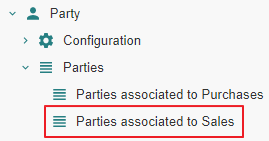 Party
Configuration
Parties
Parties associated to Purchases
Parties associated to Sales